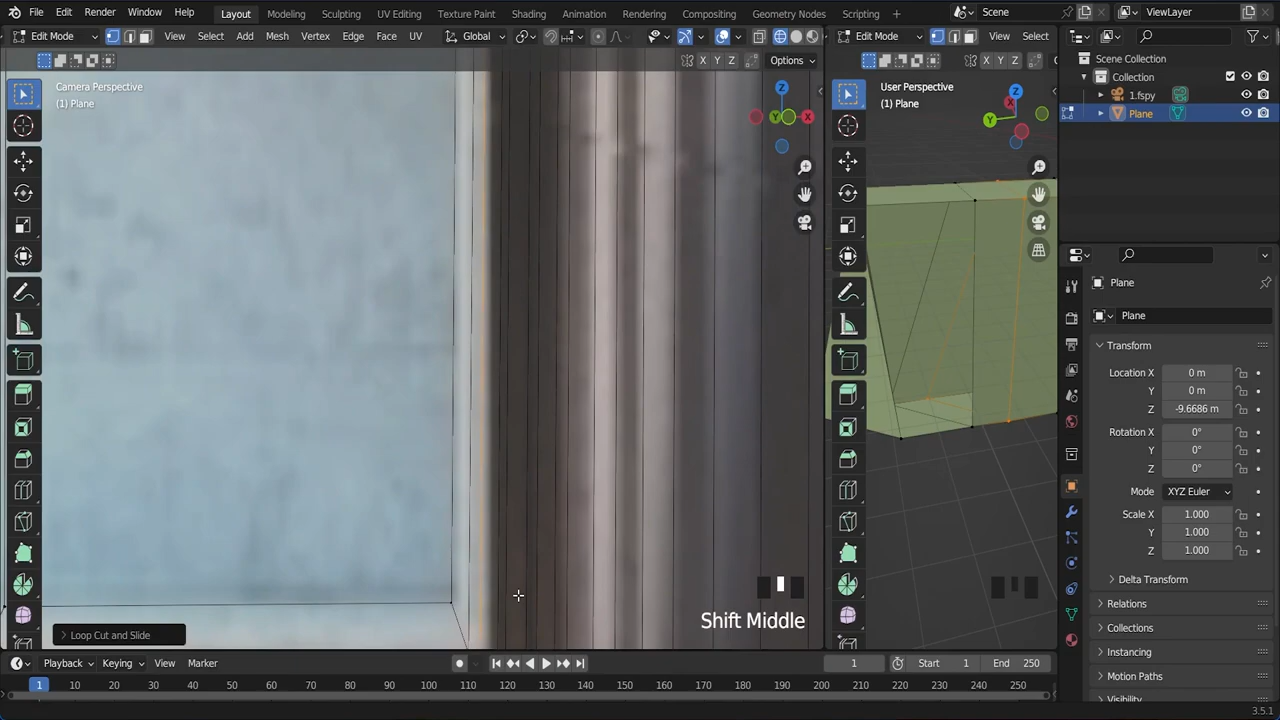 File Edit Render Window Help Layout Modeling Sculpting UV Editing Texture Paint Shading Animation Rendering Compositing Geometry Nodes Scripting + Scene ViewLayer
Edit Mode View Select Add Mesh Vertex Edge Face UV Global Edit Mode View Select
X Y Z Options X Y Z
Camera Perspective
(1) Plane
User Perspective
(1) Plane
Z
Y
X
Z
Y
X
Scene Collection
Collection
1.fspy
Plane
Plane
Plane
Transform
Location X 0 m
Y 0 m
Z -9.6686 m
Rotation X 0°
Y 0°
Z 0°
Mode XYZ Euler
Scale X 1.000
Y 1.000
Z 1.000
Delta Transform
Relations
Collections
Instancing
Motion Paths
Visibility
Shift Middle
Loop Cut and Slide
Playback Keying View Marker 1 Start 1 End 250
1 10 20 30 40 50 60 70 80 90 100 110 120 130 140 150 160 170 180 190 200 210 220 230 240 250
3.5.1